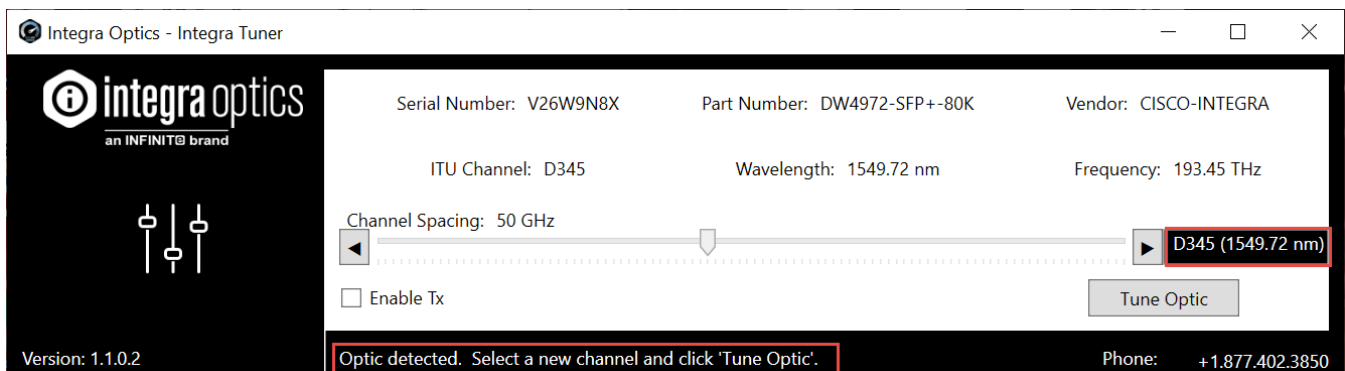 Integra Optics - Integra Tuner
integra optics
an INFINIT@ brand
Serial Number: V26W9N8X Part Number: DW4972-SFP+-80K Vendor: CISCO-INTEGRA
ITU Channel: D345 Wavelength: 1549.72 nm Frequency: 193.45 THz
Channel Spacing: 50 GHz
D345 (1549.72 nm)
Enable Tx
Tune Optic
Version: 1.1.0.2 Optic detected. Select a new channel and click 'Tune Optic'. Phone: +1.877.402.3850